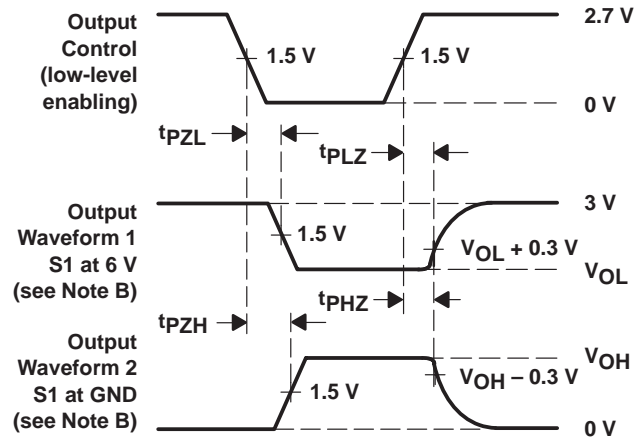 Output
Control
(low-level
enabling)
2.7 V
1.5 V
1.5 V
0 V
tPZL
tPLZ
Output
Waveform 1
S1 at 6 V
(see Note B)
3 V
1.5 V
VOL + 0.3 V
VOL
tPHZ
tPZH
Output
Waveform 2
S1 at GND
(see Note B)
VOH
VOH – 0.3 V
1.5 V
0 V